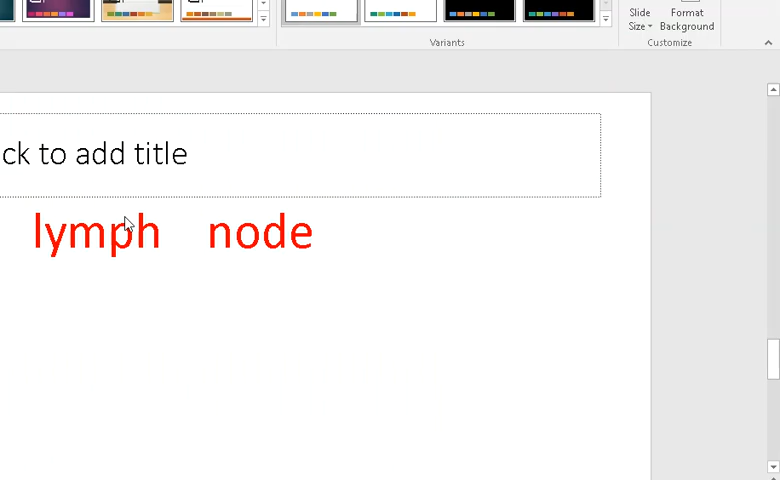 Variants
Slide
Size
Format
Background
Customize
ck to add title
lymph node